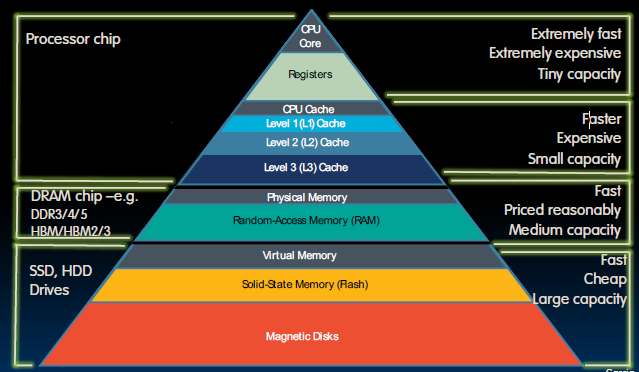 CPU
Core
Processor chip
Extremely fast
Extremely expensive
Tiny capacity
Registers
CPU Cache
Level 1 (L1) Cache
Level 2 (L2) Cache
Level 3 (L3) Cache
Faster
Expensive
Small capacity
DRAM chip –e.g.
DDR3/4/5
HBM/HBM2/3
Physical Memory
Random-Access Memory (RAM)
Fast
Priced reasonably
Medium capacity
SSD, HDD
Drives
Virtual Memory
Solid-State Memory (Flash)
Magnetic Disks
Fast
Cheap
Large capacity